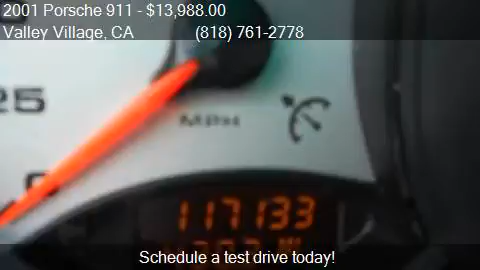 2001 Porsche 911 - $13,988.00
Valley Village, CA (818) 761-2778
25
MPH
0
117133
Schedule a test drive today!